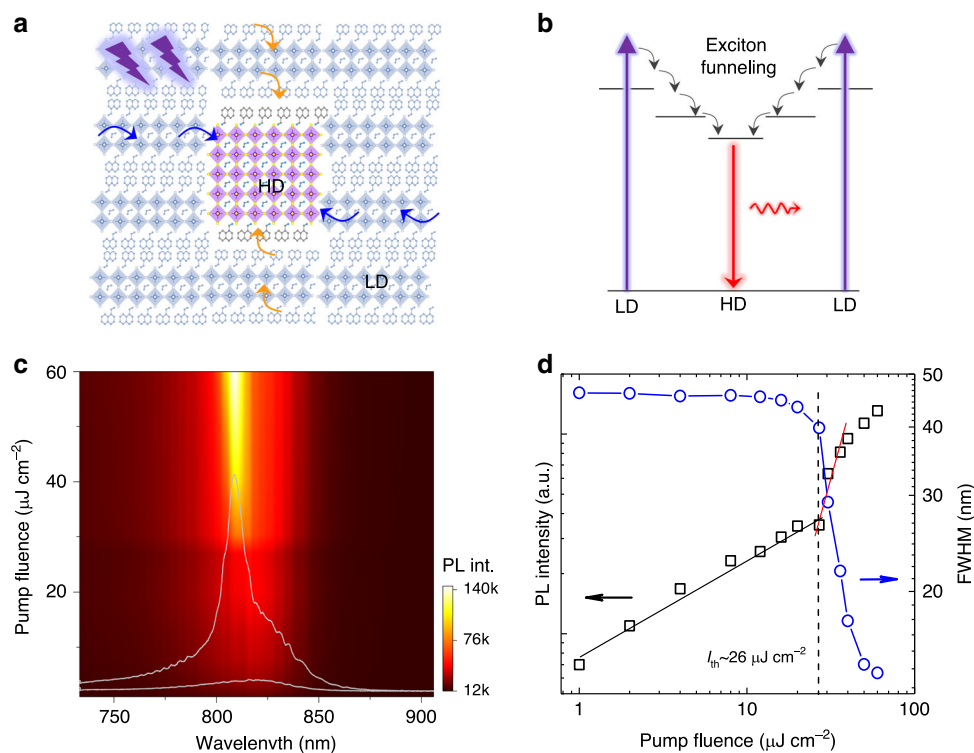 a
HD
LD
b
Exciton
funneling
LD
HD
LD
c
60
40
20
Pump fluence (μJ cm⁻²)
750
800
850
900
Wavelenvth (nm)
PL int.
140k
76k
12k
d
PL intensity (a.u.)
I_th~26 μJ cm⁻²
1
10
100
Pump fluence (μJ cm⁻²)
50
40
30
20
FWHM (nm)